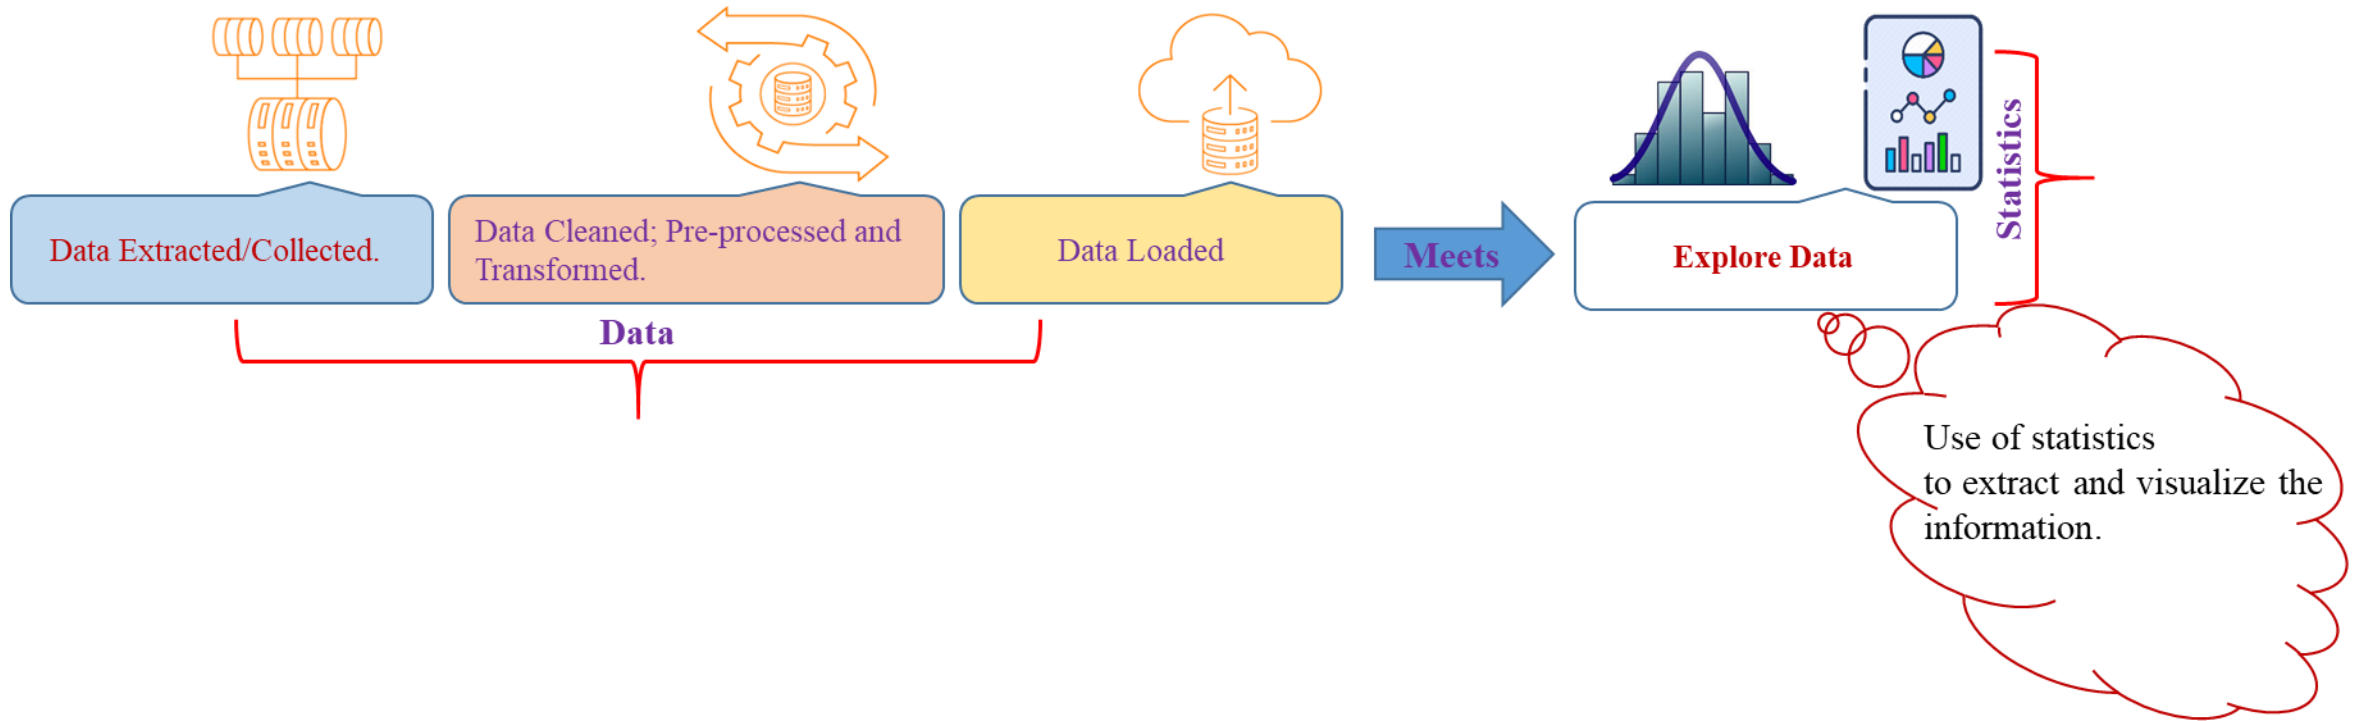 Data Extracted/Collected.
Data Cleaned; Pre-processed and
Transformed.
Data Loaded
Meets
Explore Data
Statistics
Data
Use of statistics
to extract and visualize the
information.